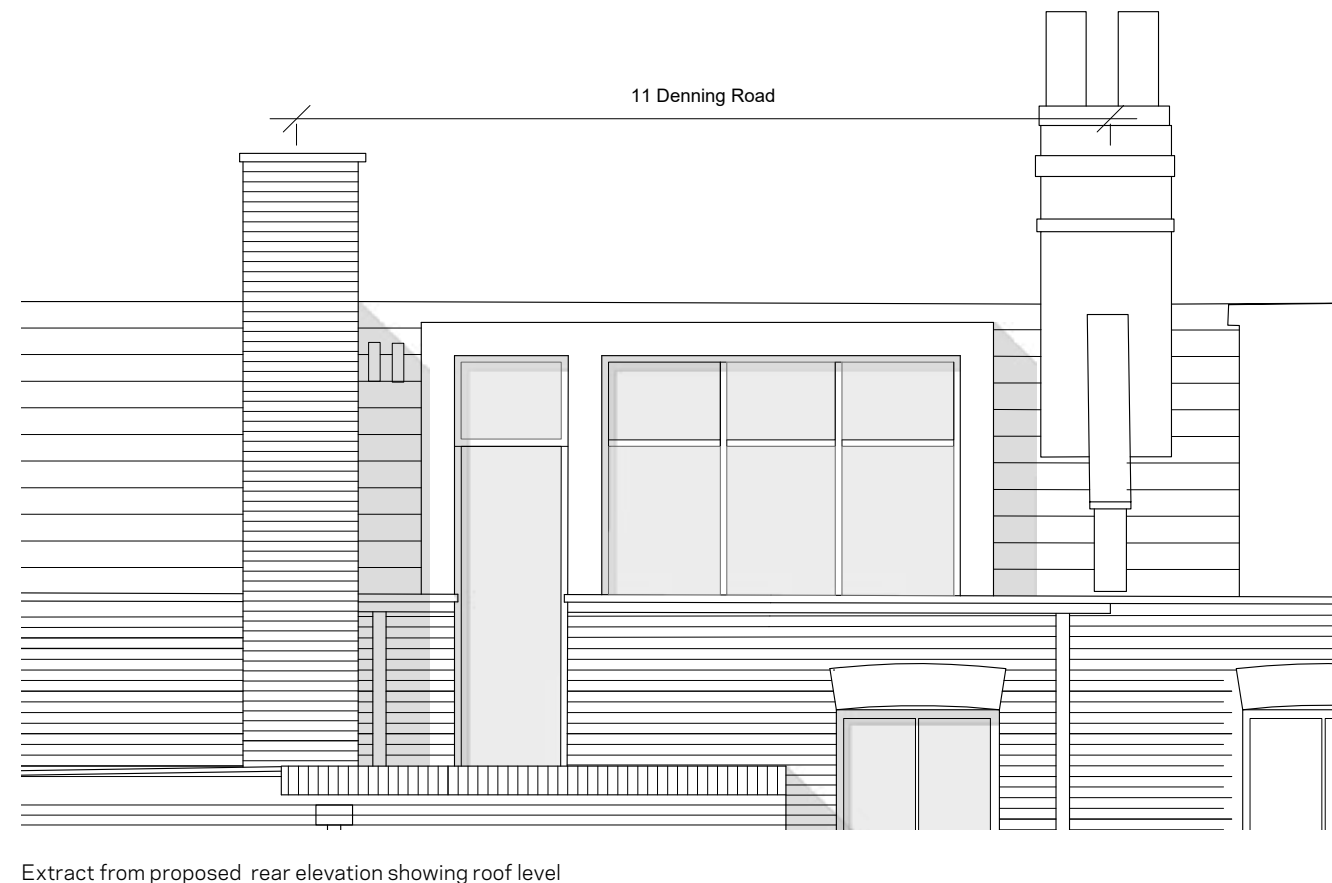 11 Denning Road
Extract from proposed rear elevation showing roof level